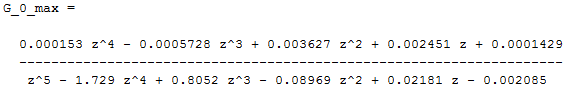 G_0_max =
0.000153 z^4 - 0.0005728 z^3 + 0.003627 z^2 + 0.002451 z + 0.0001429
--------------------------------------------------------------------
z^5 - 1.729 z^4 + 0.8052 z^3 - 0.08969 z^2 + 0.02181 z - 0.002085